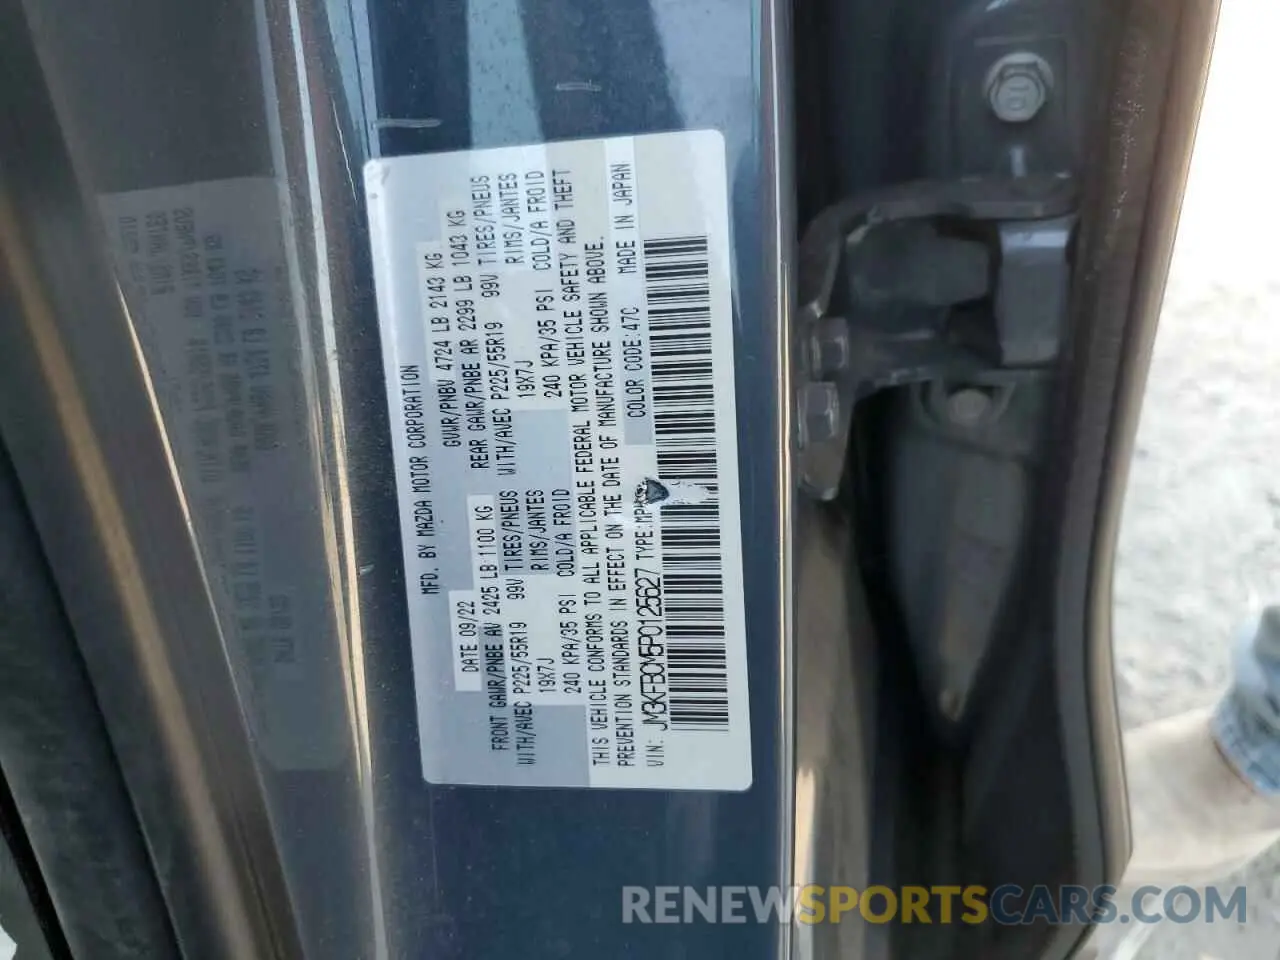 MFD. BY MAZDA MOTOR CORPORATION
DATE 09/22 GVWR/PNBV 4724 LB 2143 KG
FRONT GAWR/PNBE AV 2425 LB:1100 KG REAR GAWR/PNBE AR 2299 LB 1043 KG
WITH/AVEC P225/55R19 99V TIRES/PNEUS WITH/AVEC P225/55R19 99V TIRES/PNEUS
19X7J RIMS/JANTES 19X7J RIMS/JANTES
240 KPA/35 PSI COLD/A FROID 240 KPA/35 PSI COLD/A FROID
THIS VEHICLE CONFORMS TO ALL APPLICABLE FEDERAL MOTOR VEHICLE SAFETY AND THEFT
PREVENTION STANDARDS IN EFFECT ON THE DATE OF MANUFACTURE SHOWN ABOVE.
VIN: JM3KFBCM5P0125627 TYPE: COLOR CODE:47C MADE IN JAPAN
RENEWSPORTSCARS.COM